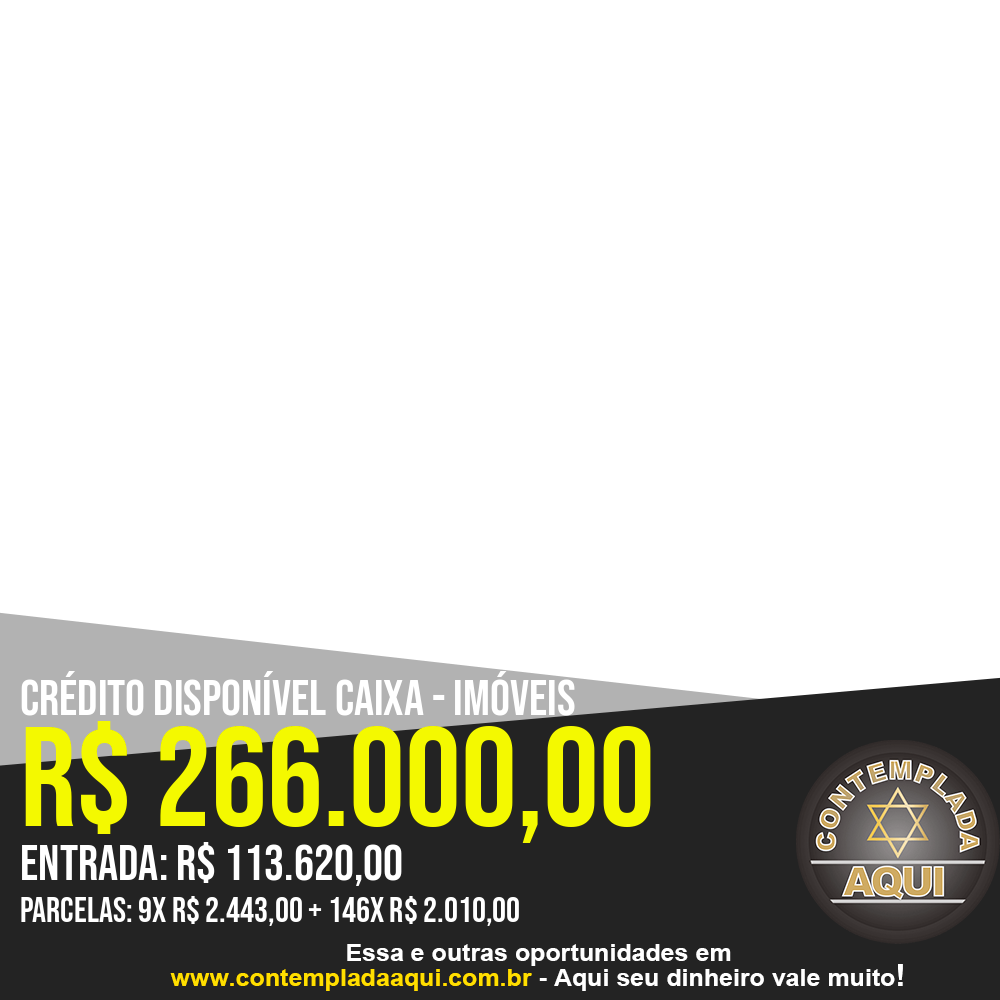 CRÉDITO DISPONÍVEL CAIXA - IMÓVEIS
R$ 266.000,00
ENTRADA: R$ 113.620,00
PARCELAS: 9X R$ 2.443,00 + 146X R$ 2.010,00
CONTEMPLADA
AQUI
Essa e outras oportunidades em
www.contempladaaqui.com.br - Aqui seu dinheiro vale muito!